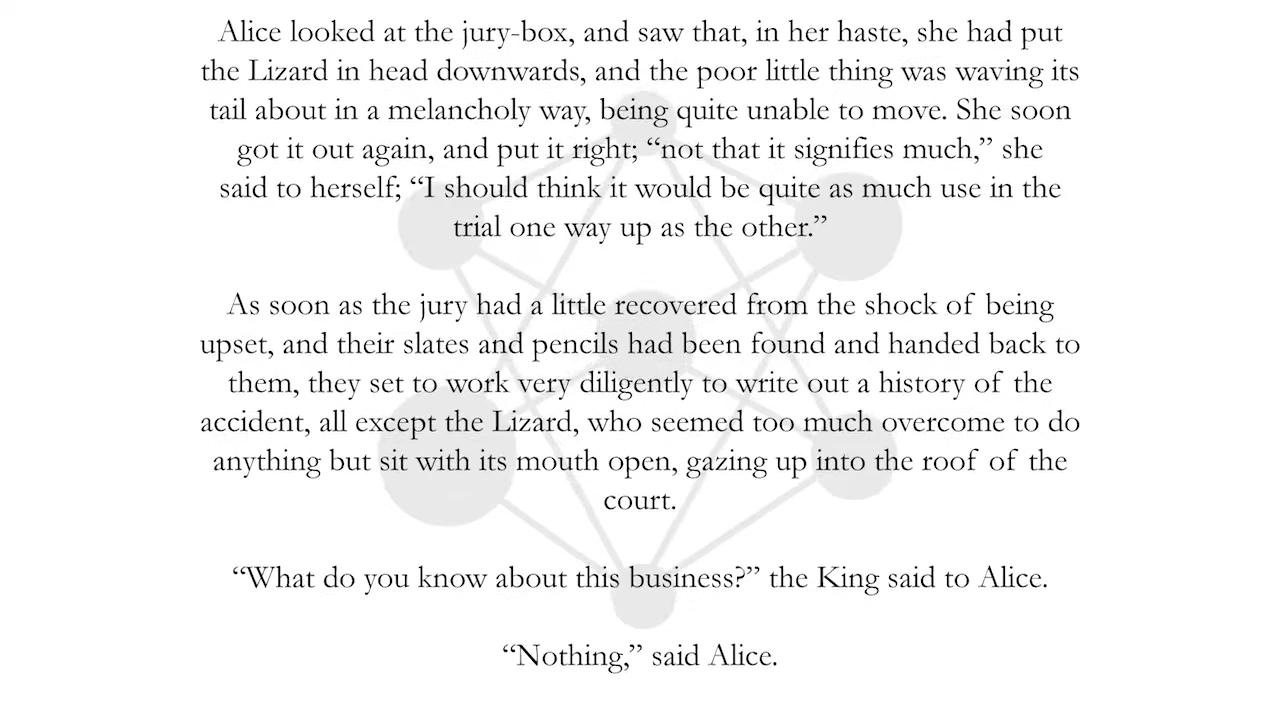 Alice looked at the jury-box, and saw that, in her haste, she had put
the Lizard in head downwards, and the poor little thing was waving its
tail about in a melancholy way, being quite unable to move. She soon
got it out again, and put it right; “not that it signifies much,” she
said to herself; “I should think it would be quite as much use in the
trial one way up as the other.”
As soon as the jury had a little recovered from the shock of being
upset, and their slates and pencils had been found and handed back to
them, they set to work very diligently to write out a history of the
accident, all except the Lizard, who seemed too much overcome to do
anything but sit with its mouth open, gazing up into the roof of the
court.
“What do you know about this business?” the King said to Alice.
“Nothing,” said Alice.